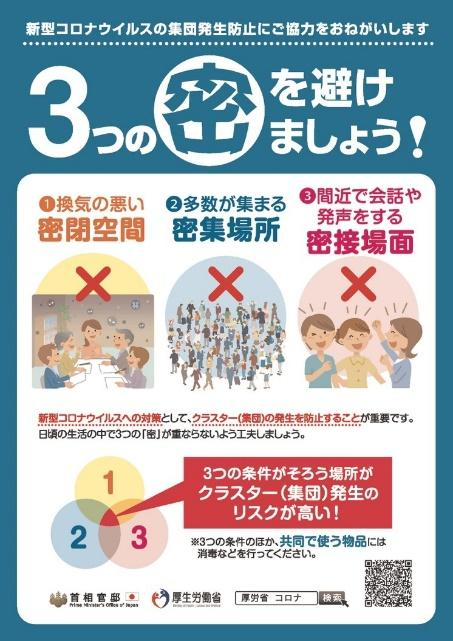 新型コロナウイルスの集団発生防止にご協力をおねがいします
3つの密を避け
ましょう!
❶換気の悪い
密閉空間
❷多数が集まる
密集場所
❸間近で会話や
発声をする
密接場面
新型コロナウイルスへの対策として、クラスター(集団)の発生を防止することが重要です。
日頃の生活の中で3つの「密」が重ならないよう工夫しましょう。
1
2
3
3つの条件がそろう場所が
クラスター(集団)発生の
リスクが高い!
※3つの条件のほか、共同で使う物品には
消毒などを行ってください。
首相官邸
Prime Minister's Office of Japan
厚生労働省
厚労省 コロナ 検索